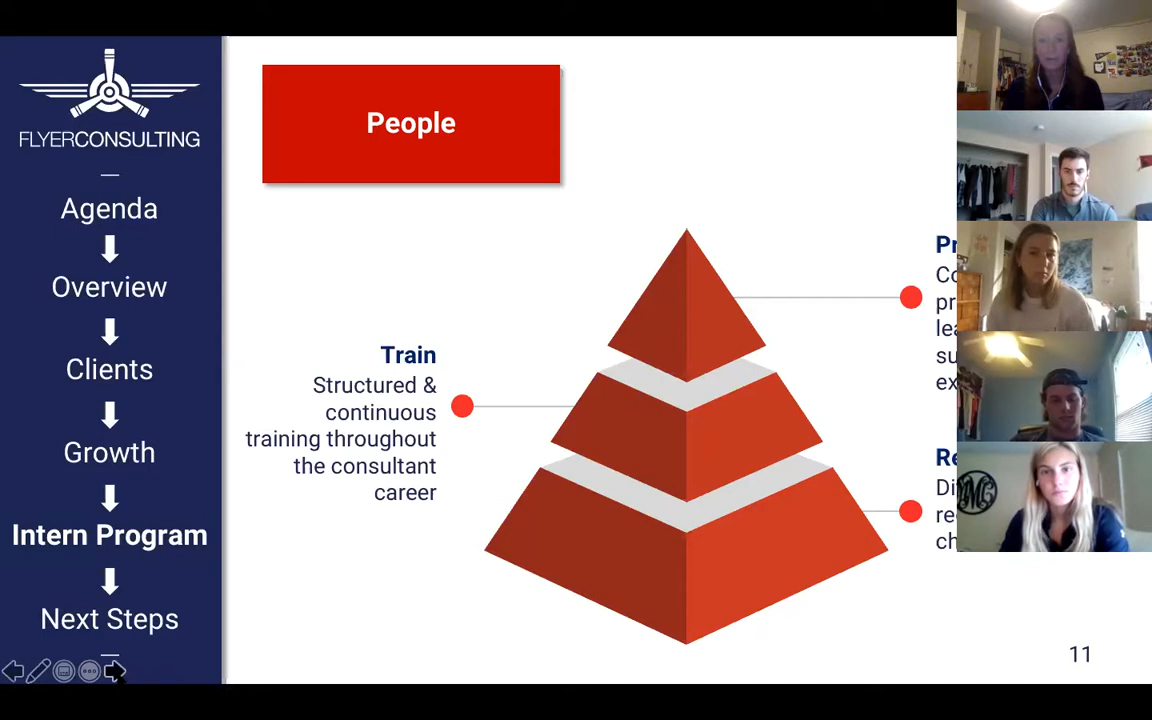 FLYERCONSULTING
Agenda
Overview
Clients
Growth
Intern Program
Next Steps
People
Train
Structured &
continuous
training throughout
the consultant
career
11